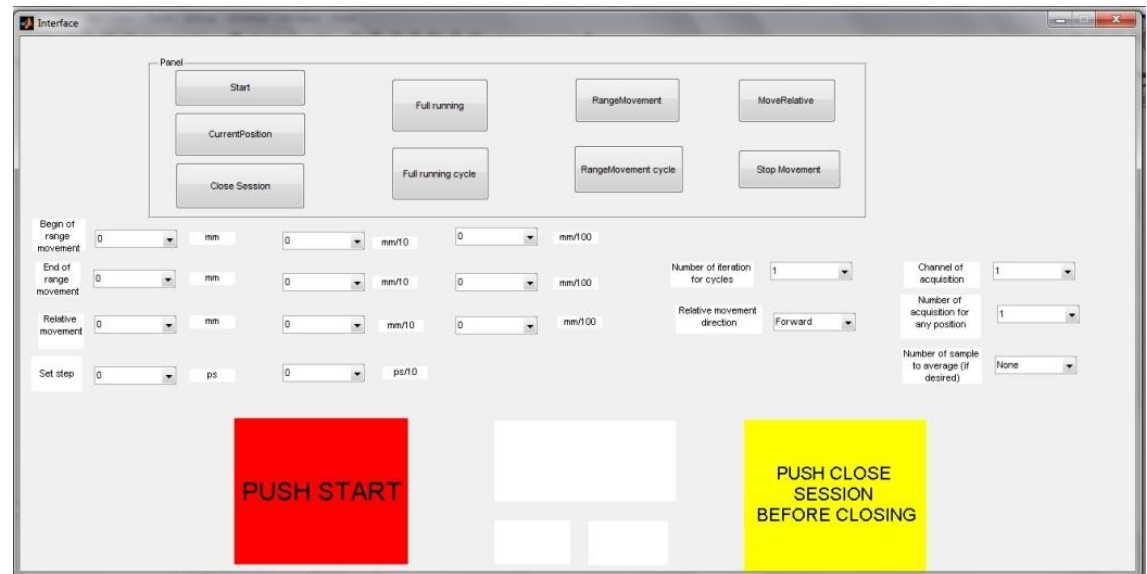 Interface
Panel
Start
Full running
RangeMovement
MoveRelative
CurrentPosition
Full running cycle
RangeMovement cycle
Stop Movement
Close Session
Begin of
range
movement
0
mm
0
mm/10
0
mm/100
End of
range
movement
0
mm
0
mm/10
0
mm/100
Number of iteration
for cycles
1
Channel of
acquisition
1
Relative
movement
0
mm
0
mm/10
0
mm/100
Relative movement
direction
Forward
Number of
acquisition for
any position
1
Set step
0
ps
0
ps/10
Number of sample
to average (if
desired)
None
PUSH START
PUSH CLOSE
SESSION
BEFORE CLOSING